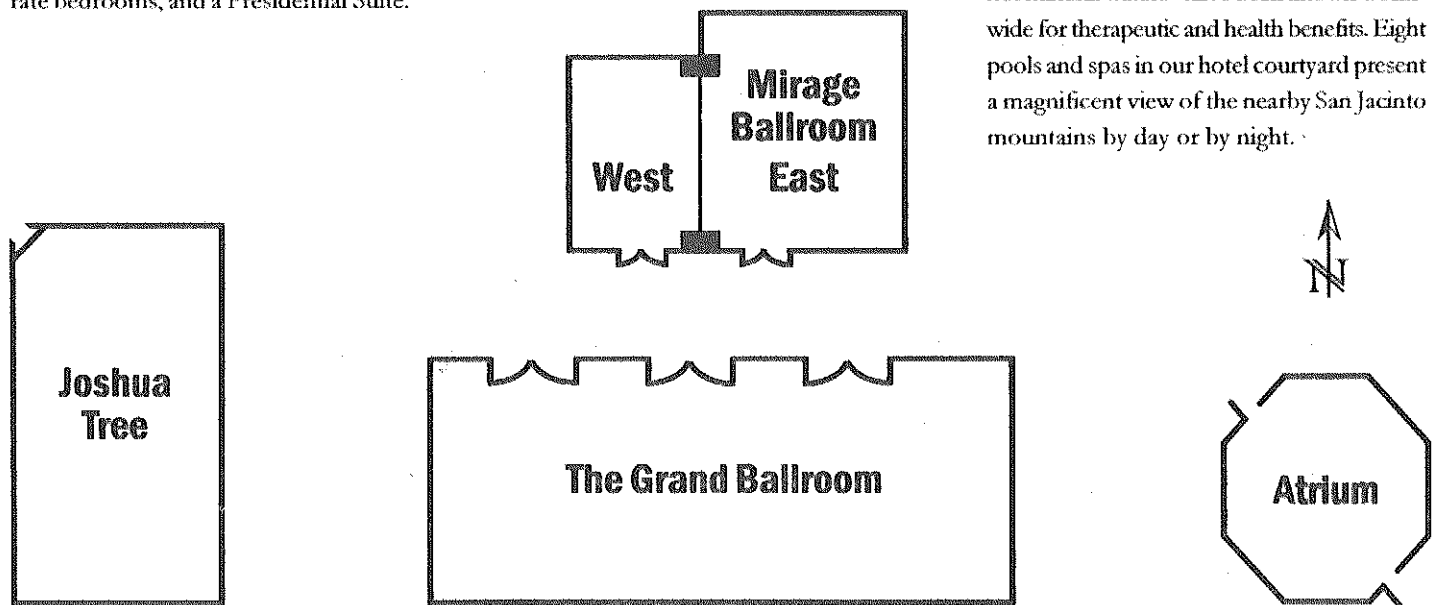 rate bedrooms, and a Presidential Suite.
wide for therapeutic and health benefits. Eight
pools and spas in our hotel courtyard present
a magnificent view of the nearby San Jacinto
mountains by day or by night.
Mirage
Ballroom
West
East
N
Joshua
Tree
The Grand Ballroom
Atrium